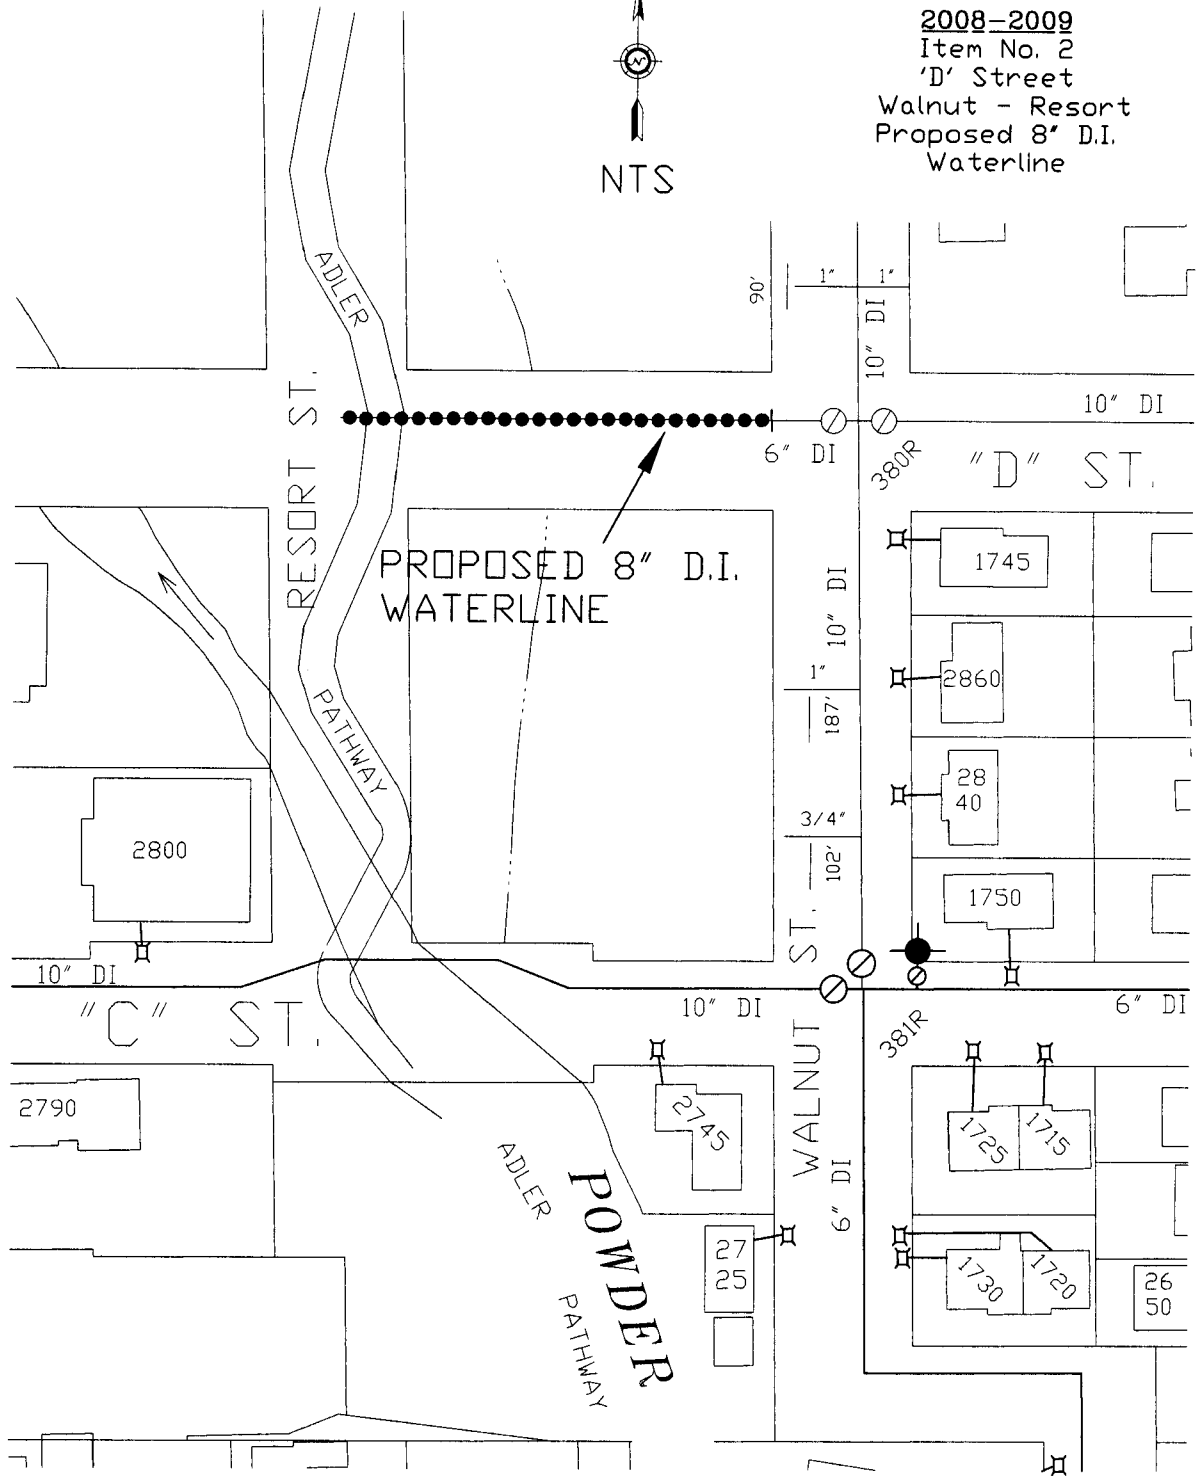 2008-2009
Item No. 2
'D' Street
Walnut - Resort
Proposed 8" D.I.
Waterline
N
NTS
ADLER
90'
1"
1"
10" DI
RESORT ST.
10" DI
6" DI
380R
"D" ST.
PROPOSED 8" D.I.
WATERLINE
1745
10" DI
1"
187'
2860
PATHWAY
28
40
3/4"
102'
2800
1750
WALNUT ST.
10" DI
10" DI
6" DI
"C" ST.
381R
2790
2745
1725
1715
ADLER
PATHWAY
POWDER
6" DI
27
25
1730
1720
26
50